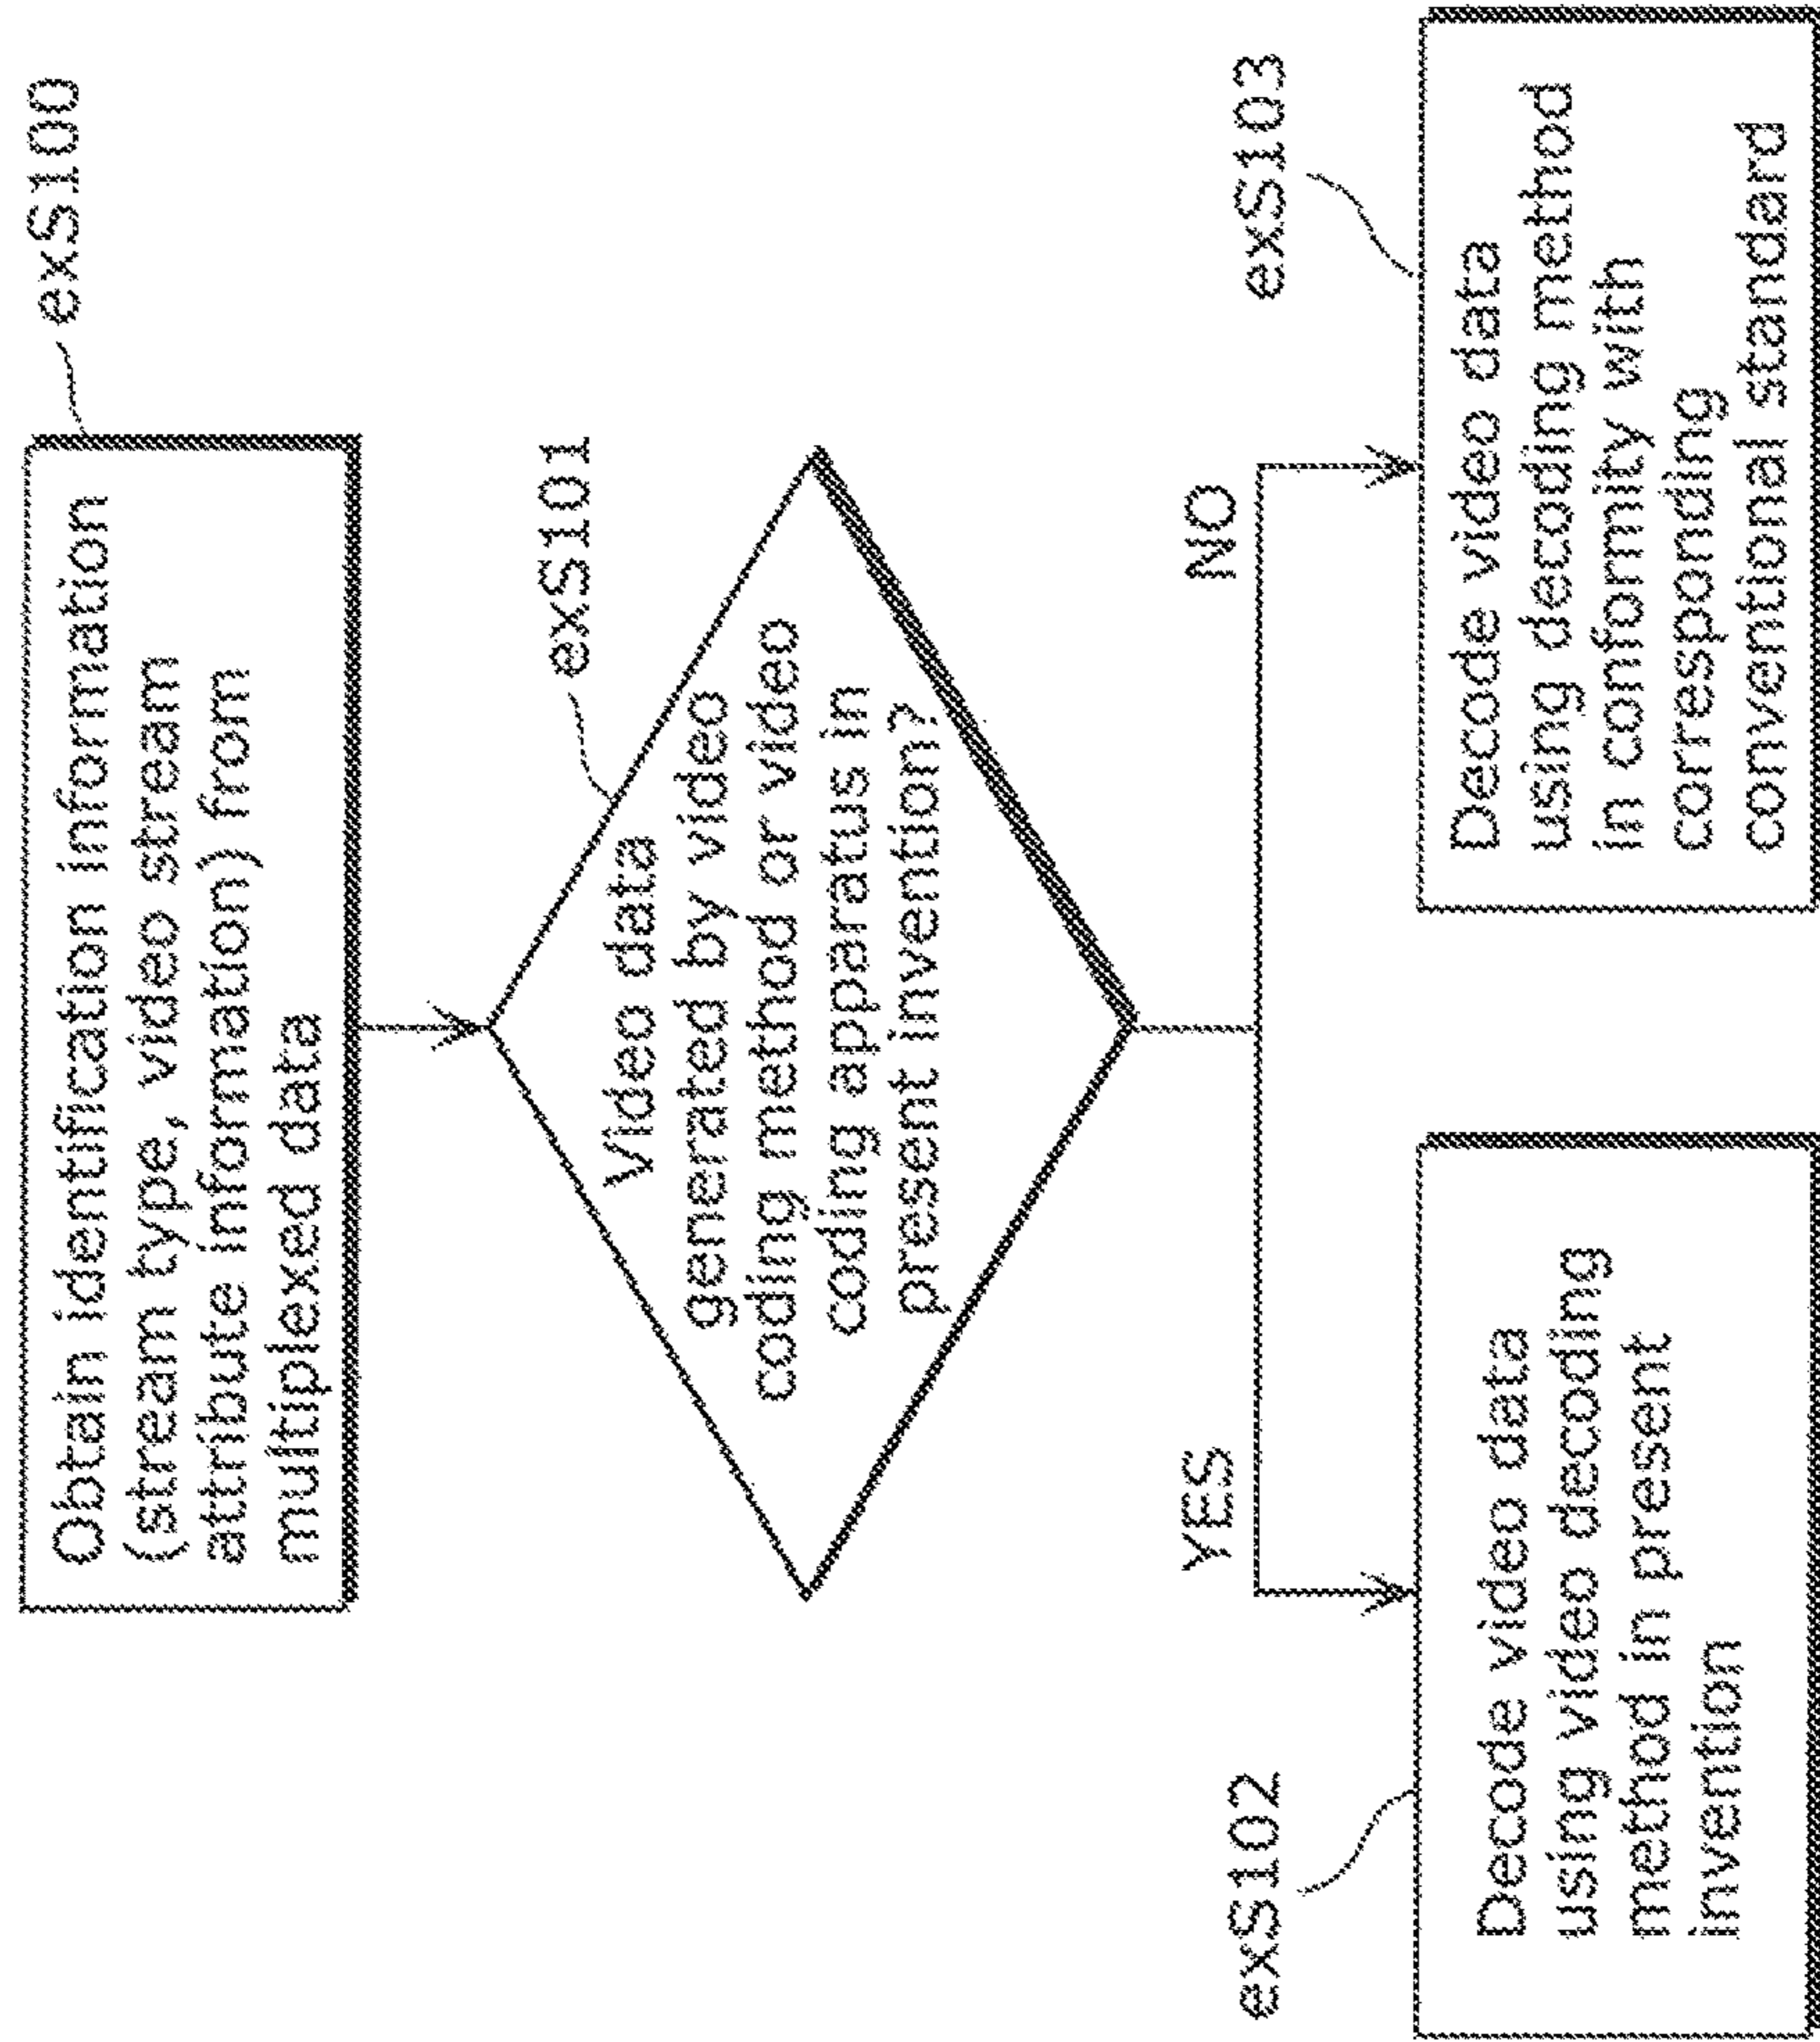 exS100
Obtain identification information
(stream type, video stream
attribute information) from
multiplexed data
exS101
Video data
generated by video
coding method or video
coding apparatus in
present invention?
YES
NO
exS102
Decode video data
using video decoding
method in present
invention
exS103
Decode video data
using decoding method
in conformity with
corresponding
conventional standard